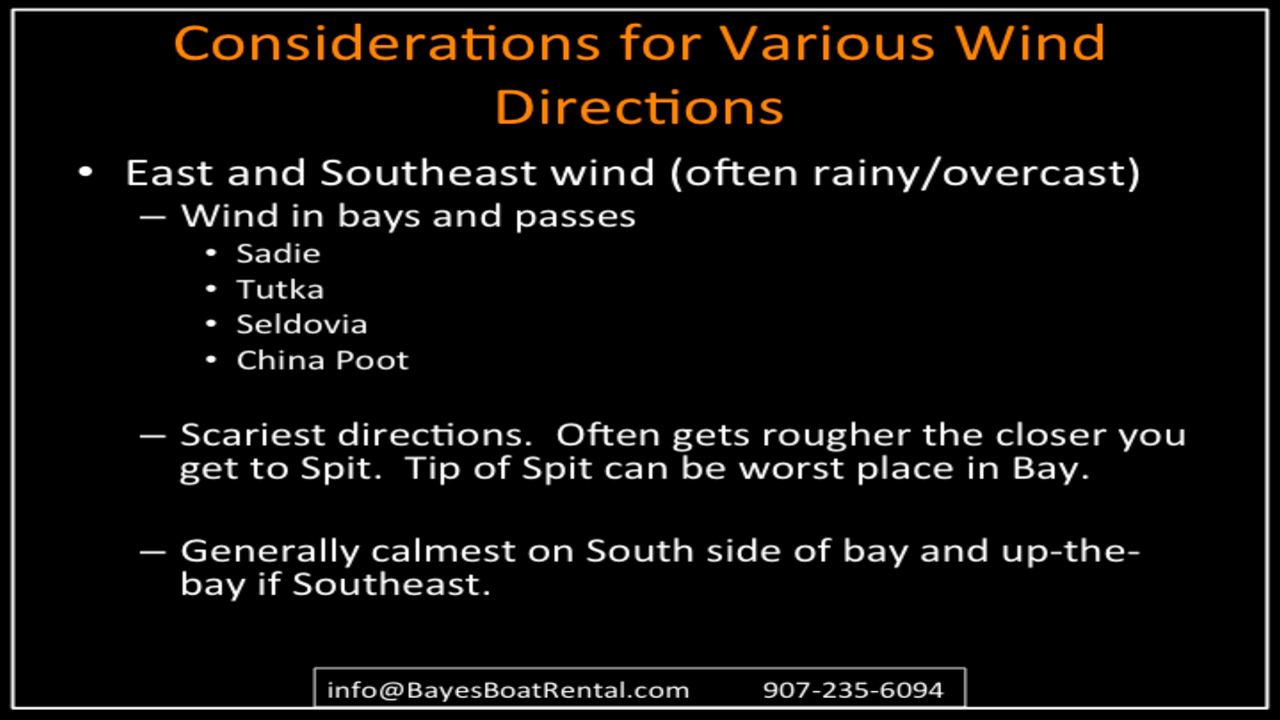 Considerations for Various Wind
Directions
• East and Southeast wind (often rainy/overcast)
– Wind in bays and passes
• Sadie
• Tutka
• Seldovia
• China Poot
– Scariest directions.  Often gets rougher the closer you
get to Spit.  Tip of Spit can be worst place in Bay.
– Generally calmest on South side of bay and up-the-
bay if Southeast.
info@BayesBoatRental.com 907-235-6094